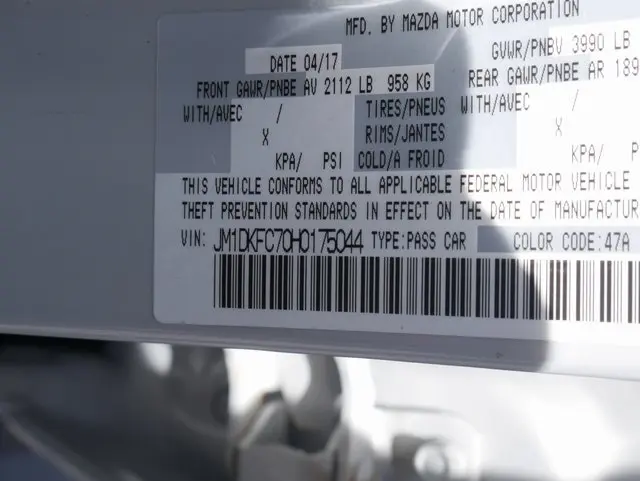 MFD. BY MAZDA MOTOR CORPORATION
DATE 04/17 GVWR/PNBV 3990 LB
FRONT GAWR/PNBE AV 2112 LB 958 KG REAR GAWR/PNBE AR 189
WITH/AVEC / TIRES/PNEUS WITH/AVEC /
X RIMS/JANTES X
KPA/ PSI COLD/A FROID KPA/ P
THIS VEHICLE CONFORMS TO ALL APPLICABLE FEDERAL MOTOR VEHICLE
THEFT PREVENTION STANDARDS IN EFFECT ON THE DATE OF MANUFACTUR
VIN: JM1DKFC70H0175044 TYPE:PASS CAR COLOR CODE:47A